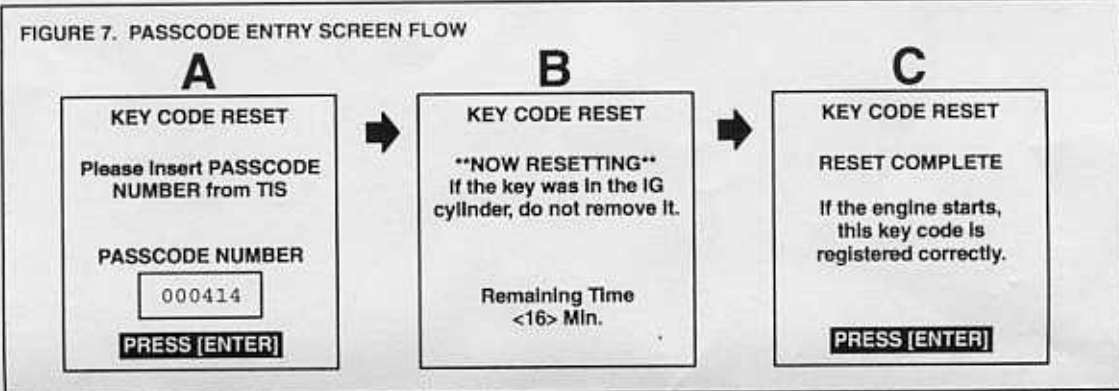 FIGURE 7. PASSCODE ENTRY SCREEN FLOW
A
KEY CODE RESET
Please Insert PASSCODE
NUMBER from TIS
PASSCODE NUMBER
000414
PRESS [ENTER]
B
KEY CODE RESET
**NOW RESETTING**
If the key was in the IG
cylinder, do not remove it.
Remaining Time
<16> Min.
C
KEY CODE RESET
RESET COMPLETE
If the engine starts,
this key code is
registered correctly.
PRESS [ENTER]